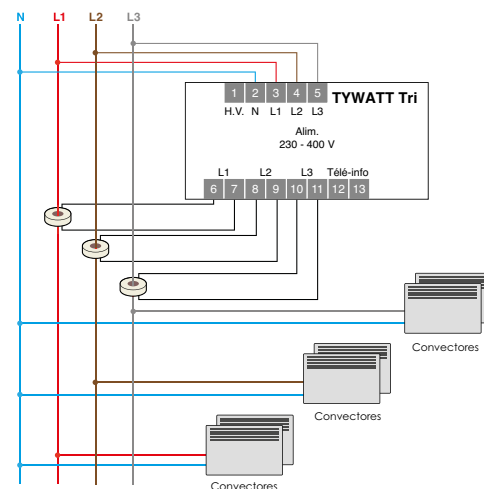 N L1 L2 L3
1 2 3 4 5 TYWATT Tri
H.V. N L1 L2 L3
Alim.
230 - 400 V
L1 L2 L3 Télé-info
6 7 8 9 10 11 12 13
Convectores
Convectores
Convectores